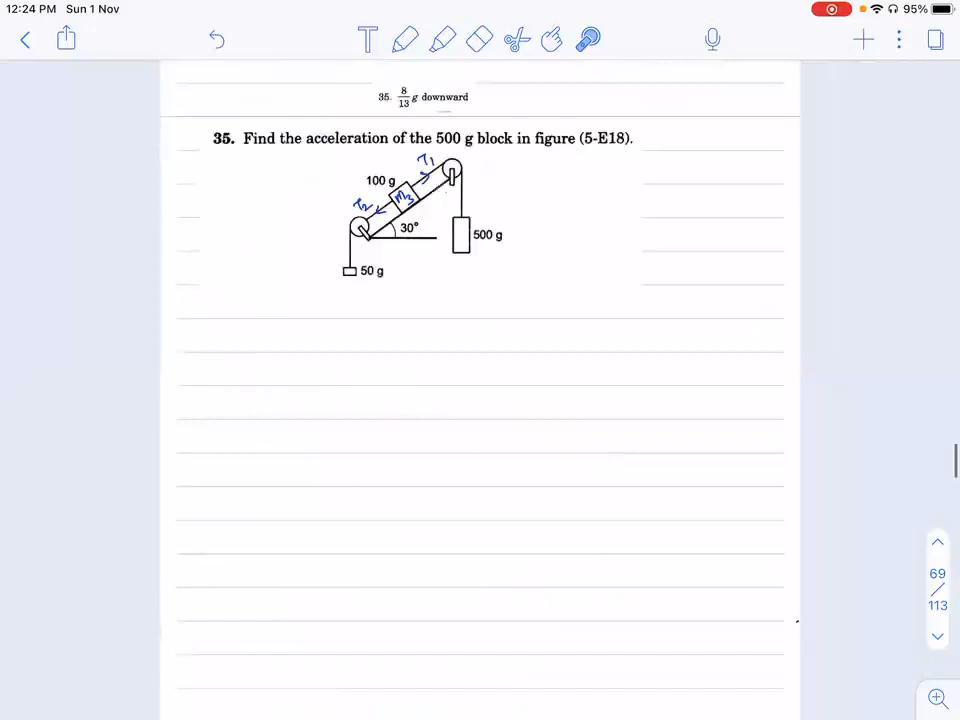 12:24 PM Sun 1 Nov
95%
T
35. 8/13 g downward
35. Find the acceleration of the 500 g block in figure (5-E18).
T1
100 g
T2
m3
30°
500 g
50 g
69
/
113